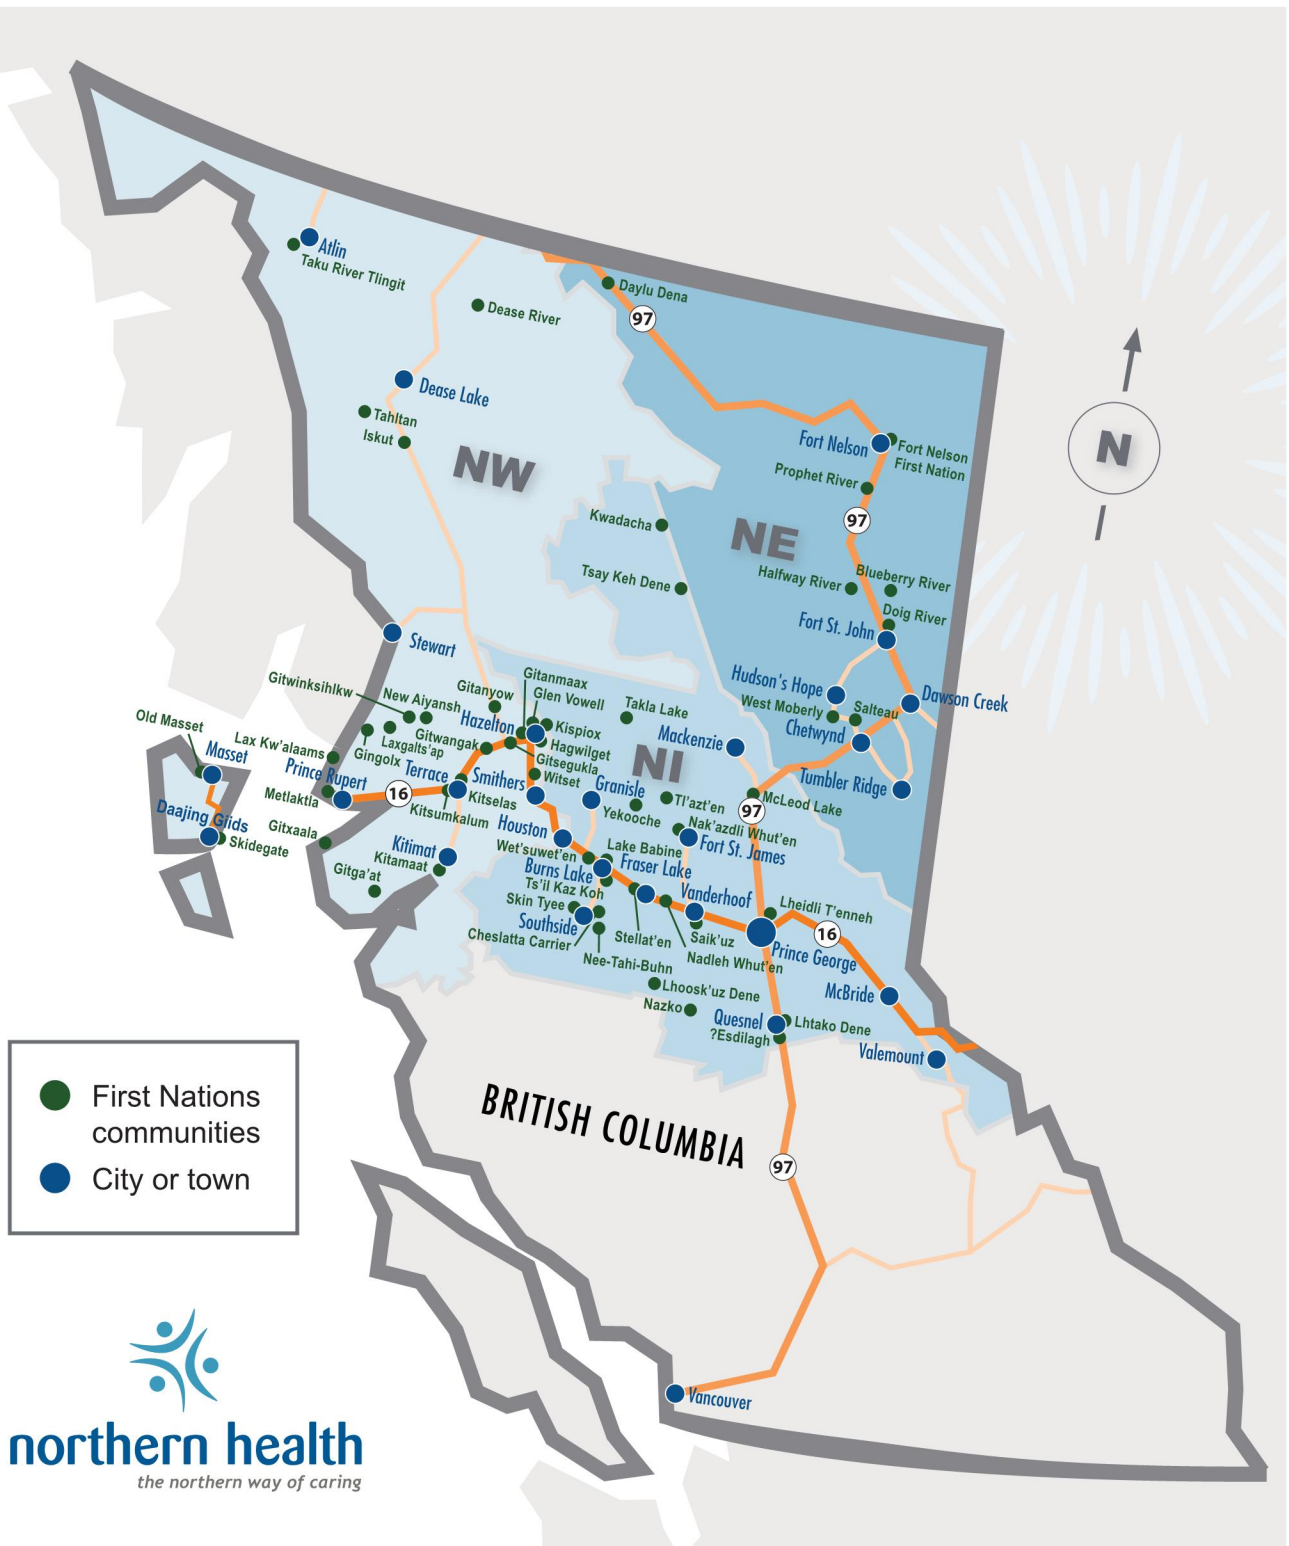 Atlin
Taku River Tlingit
Daylu Dena
Dease River
97
Dease Lake
Tahltan
Iskut
NW
Fort Nelson
Fort Nelson
First Nation
Prophet River
N
Kwadacha
NE
97
Tsay Keh Dene
Halfway River
Blueberry River
Doig River
Fort St. John
Stewart
Hudson's Hope
Dawson Creek
West Moberly
Salteau
Chetwynd
Tumbler Ridge
Gitwinksihlkw
New Aiyansh
Gitanyow
Gitanmaax
Glen Vowell
Takla Lake
Hazelton
Kispiox
Hagwilget
Gitwangak
Gitsegukla
Laxgalts'ap
Gingolx
Mackenzie
NI
Old Masset
Masset
Lax Kw'alaams
Prince Rupert
Terrace
Smithers
Witset
Granisle
Metlaktla
16
Kitselas
Kitsumkalum
Yekooche
Tl'azt'en
McLeod Lake
97
Daajing Giids
Skidegate
Gitxaala
Houston
Nak'azdli Whut'en
Fort St. James
Kitimat
Kitamaat
Gitga'at
Wet'suwet'en
Lake Babine
Burns Lake
Fraser Lake
Ts'il Kaz Koh
Vanderhoof
Skin Tyee
Southside
Cheslatta Carrier
Stellat'en
Saik'uz
Nadleh Whut'en
Nee-Tahi-Buhn
Lheidli T'enneh
16
Prince George
McBride
Lhoosk'uz Dene
Nazko
Quesnel
Lhtako Dene
?Esdilagh
Valemount
BRITISH COLUMBIA
97
Vancouver
First Nations
communities
City or town
northern health
the northern way of caring